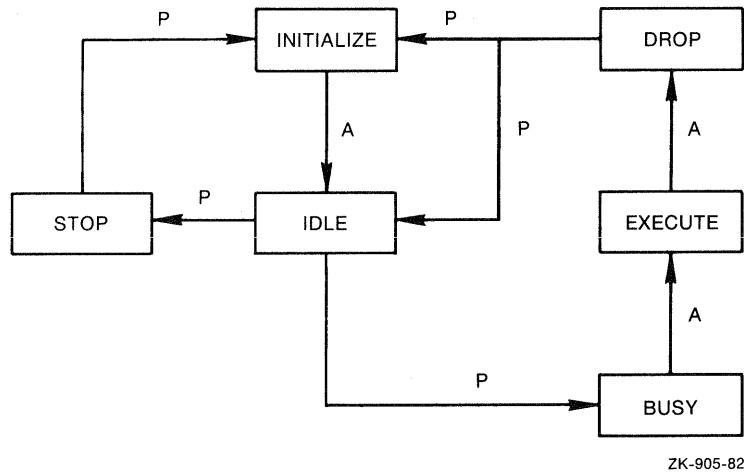 P
P
INITIALIZE
DROP
A
P
A
P
STOP
IDLE
EXECUTE
A
P
BUSY
ZK-905-82